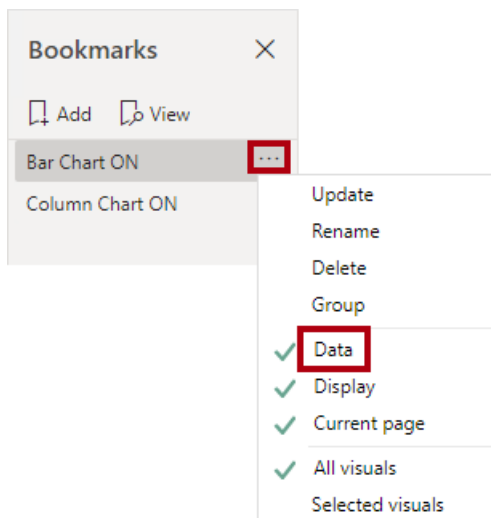 Bookmarks
Add View
Bar Chart ON ...
Column Chart ON
Update
Rename
Delete
Group
Data
Display
Current page
All visuals
Selected visuals